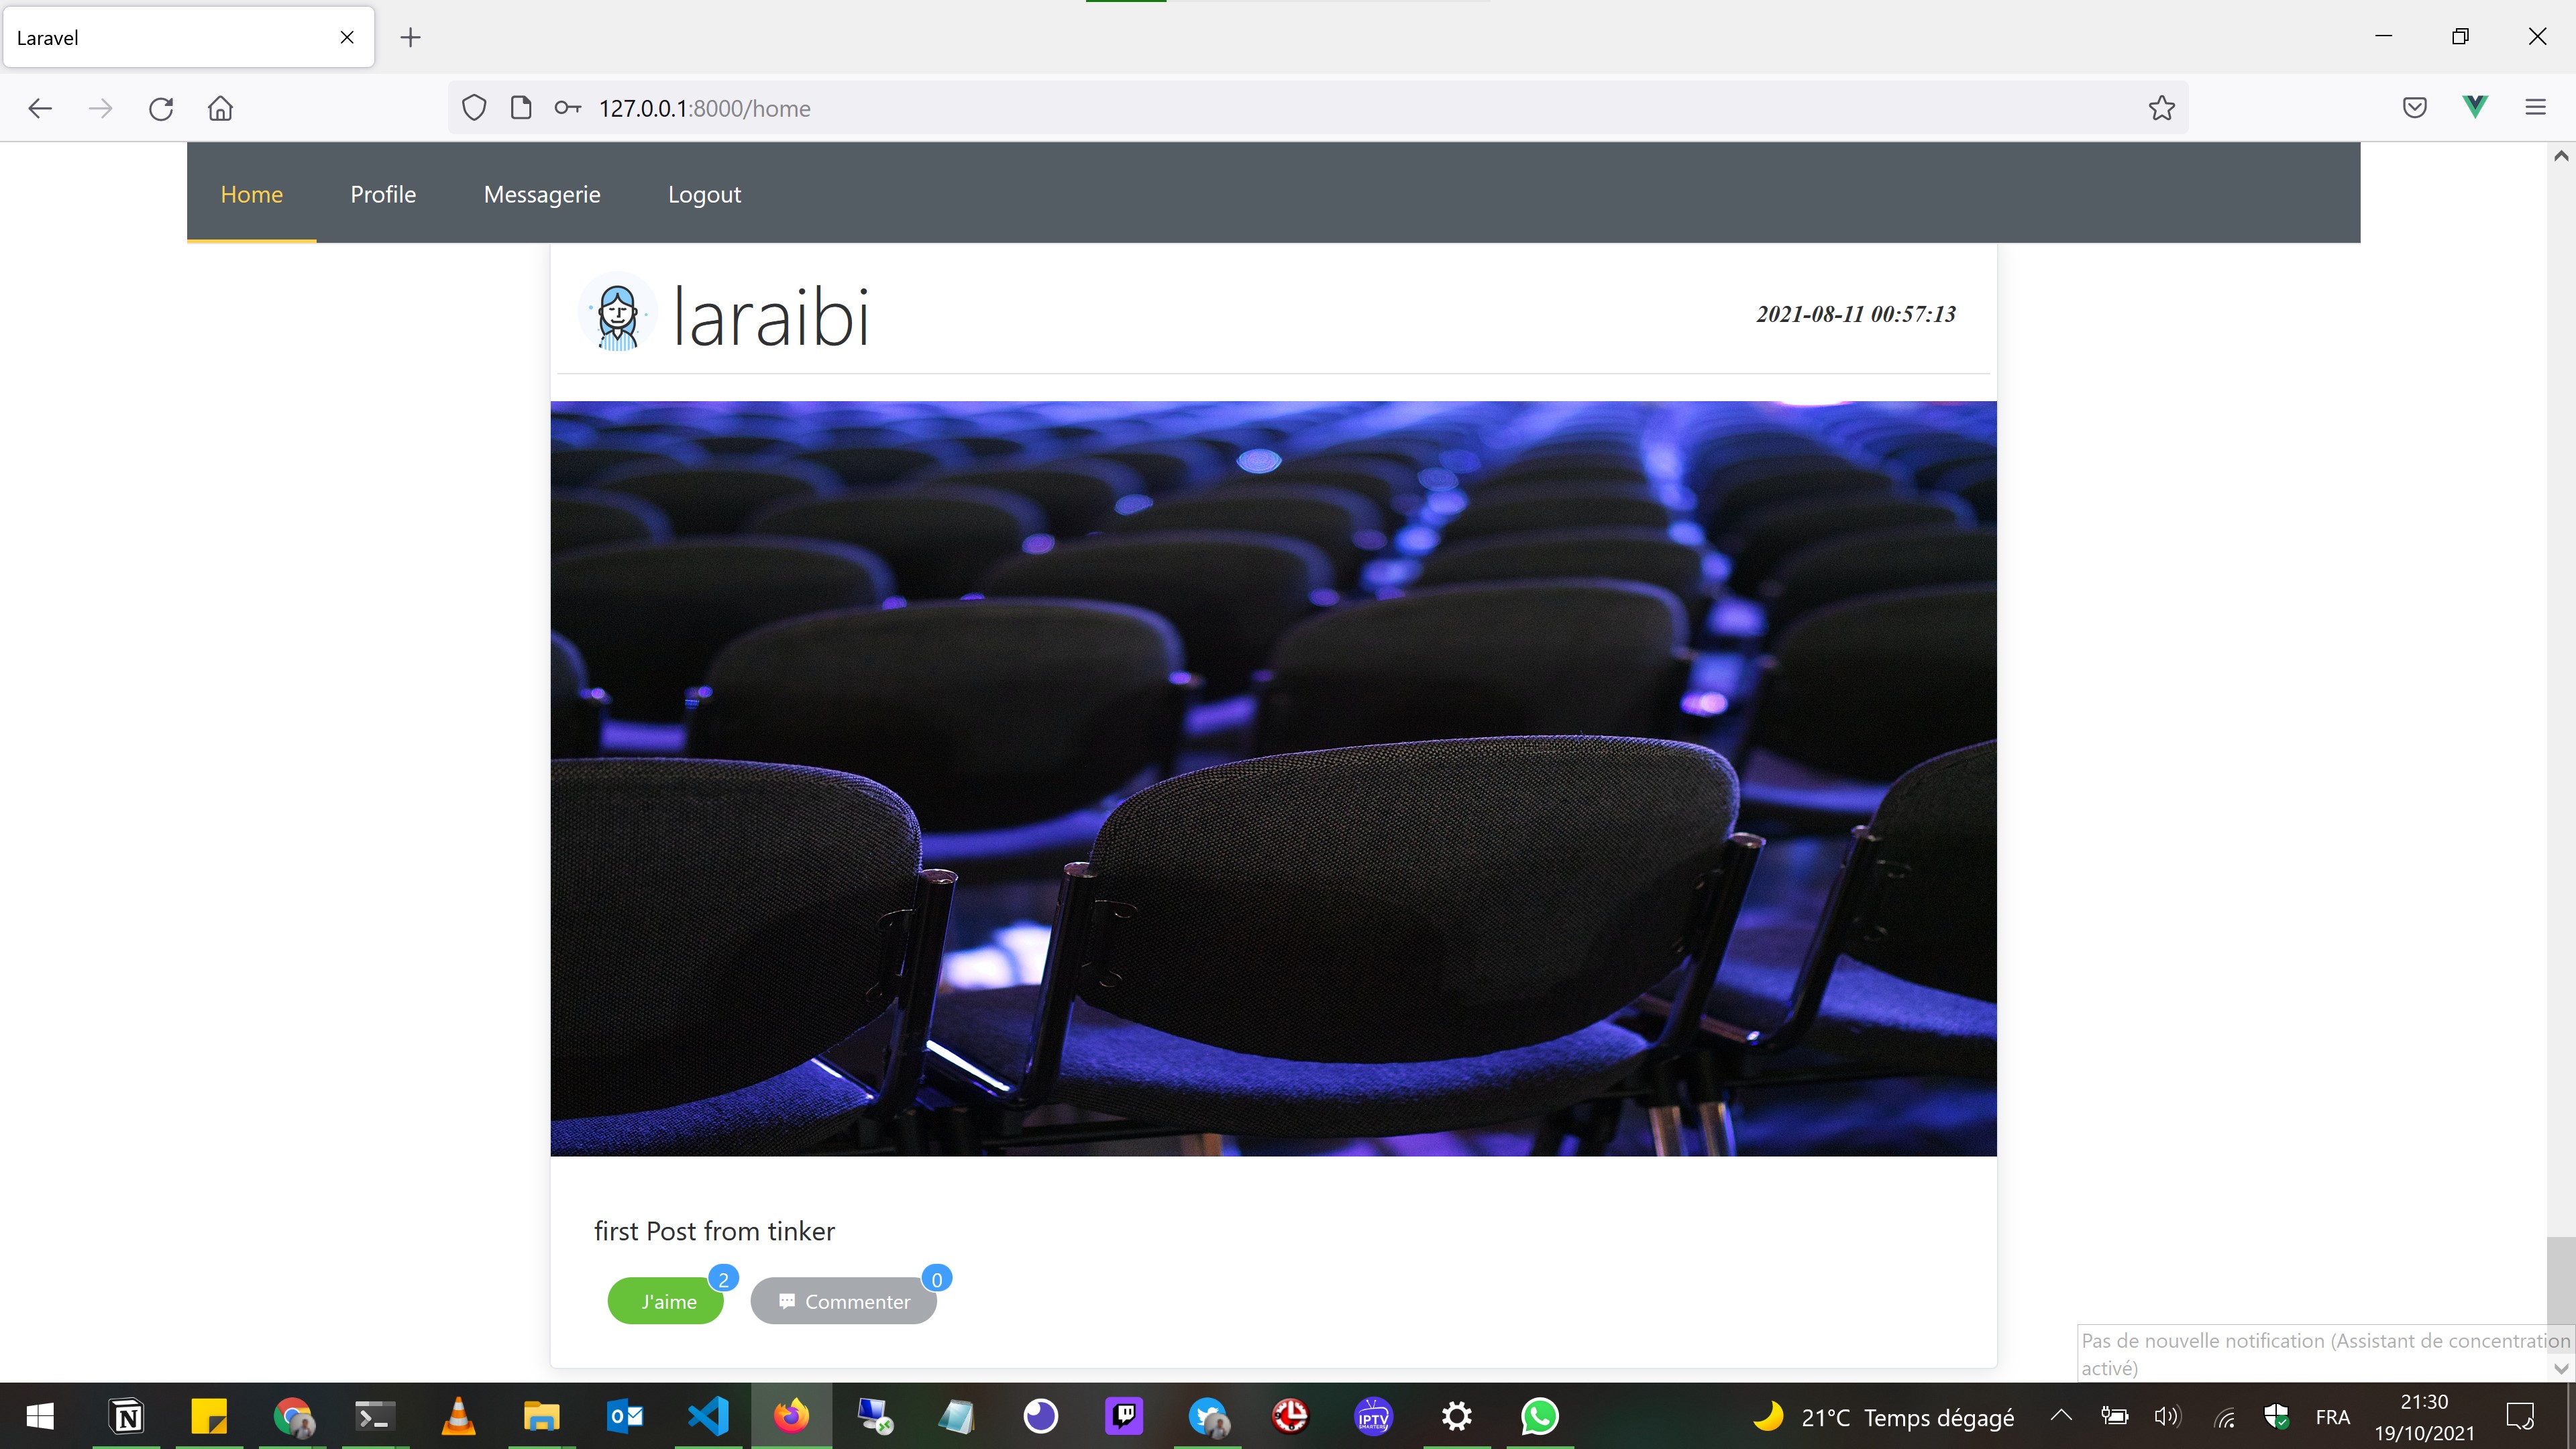 Laravel
127.0.0.1:8000/home
Home Profile Messagerie Logout
laraibi
2021-08-11 00:57:13
first Post from tinker
J'aime 2 Commenter 0
Pas de nouvelle notification (Assistant de concentration
activé)
IPTV
21°C Temps dégagé
FRA
21:30
19/10/2021